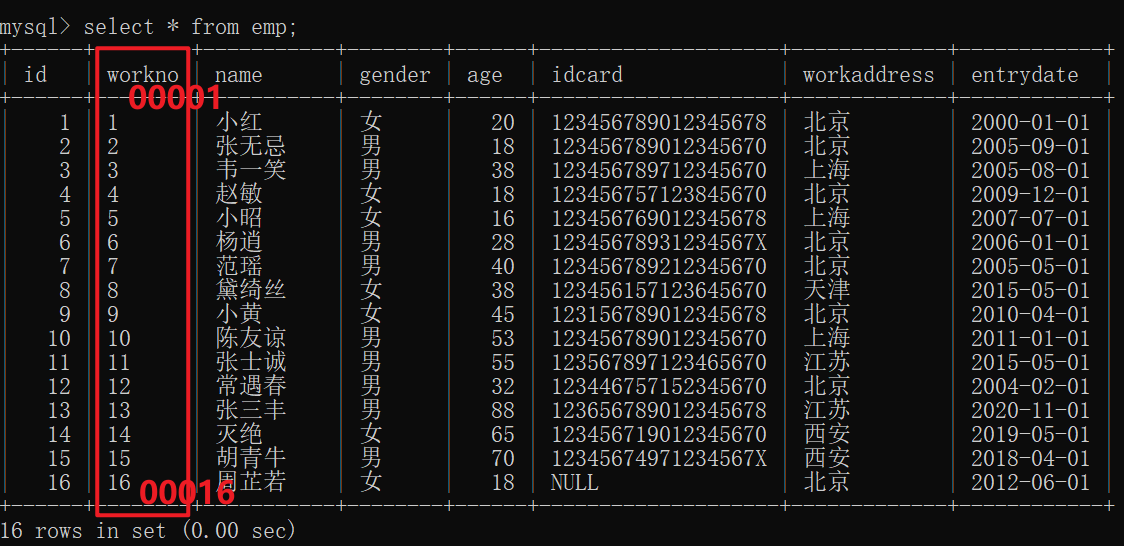 mysql> select * from emp;
id workno name gender age idcard workaddress entrydate
00001
1 1 小红 女 20 123456789012345678 北京 2000-01-01
2 2 张无忌 男 18 123456789012345670 北京 2005-09-01
3 3 韦一笑 男 38 123456789712345670 上海 2005-08-01
4 4 赵敏 女 18 123456757123845670 北京 2009-12-01
5 5 小昭 女 16 123456769012345678 上海 2007-07-01
6 6 杨逍 男 28 12345678931234567X 北京 2006-01-01
7 7 范瑶 男 40 123456789212345670 北京 2005-05-01
8 8 黛绮丝 女 38 123456157123645670 天津 2015-05-01
9 9 小黄 女 45 123156789012345678 北京 2010-04-01
10 10 陈友谅 男 53 123456789012345670 上海 2011-01-01
11 11 张士诚 男 55 123567897123465670 江苏 2015-05-01
12 12 常遇春 男 32 123446757152345670 北京 2004-02-01
13 13 张三丰 男 88 123656789012345678 江苏 2020-11-01
14 14 灭绝 女 65 123456719012345670 西安 2019-05-01
15 15 胡青牛 男 70 12345674971234567X 西安 2018-04-01
16 16 周芷若 女 18 NULL 北京 2012-06-01
00016
16 rows in set (0.00 sec)